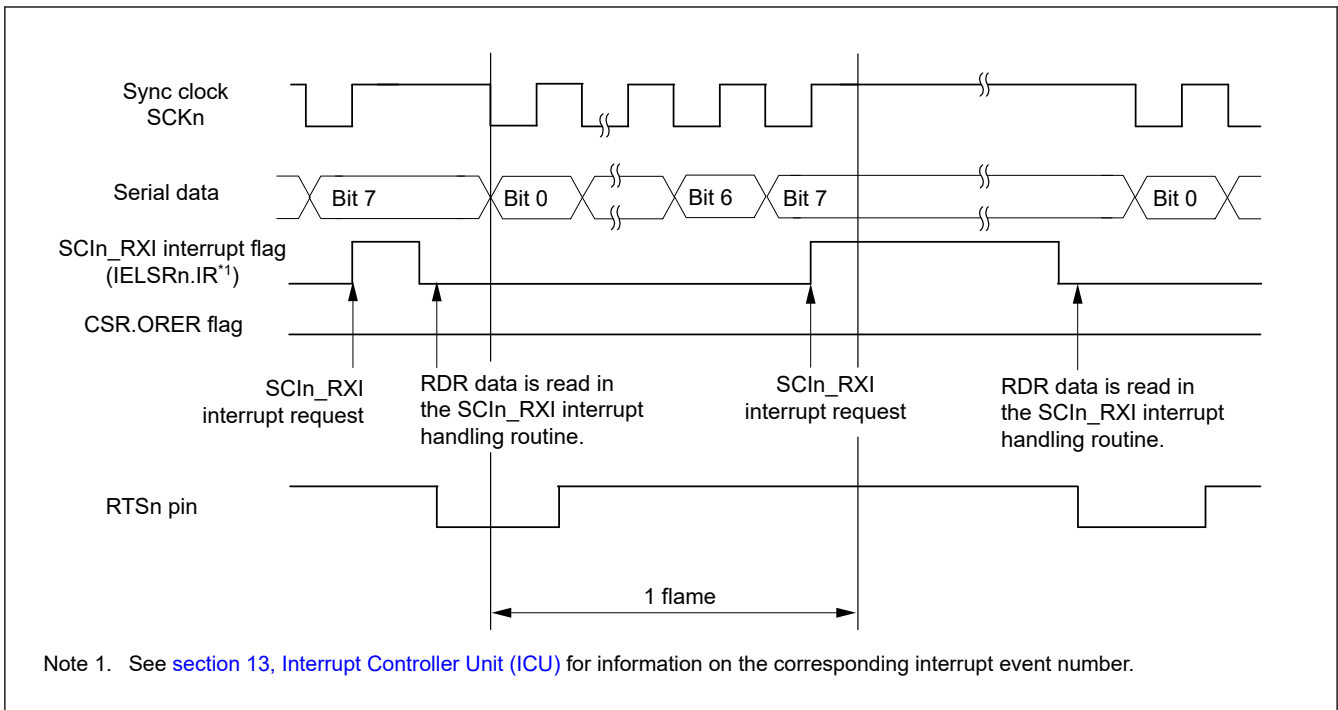 Sync clock
SCKn
Serial data
Bit 7
Bit 0
Bit 6
Bit 7
Bit 0
SCIn_RXI interrupt flag
(IELSRn.IR*1)
CSR.ORER flag
SCIn_RXI
interrupt request
RDR data is read in
the SCIn_RXI interrupt
handling routine.
SCIn_RXI
interrupt request
RDR data is read in
the SCIn_RXI interrupt
handling routine.
RTSn pin
1 flame
Note 1. See section 13, Interrupt Controller Unit (ICU) for information on the corresponding interrupt event number.